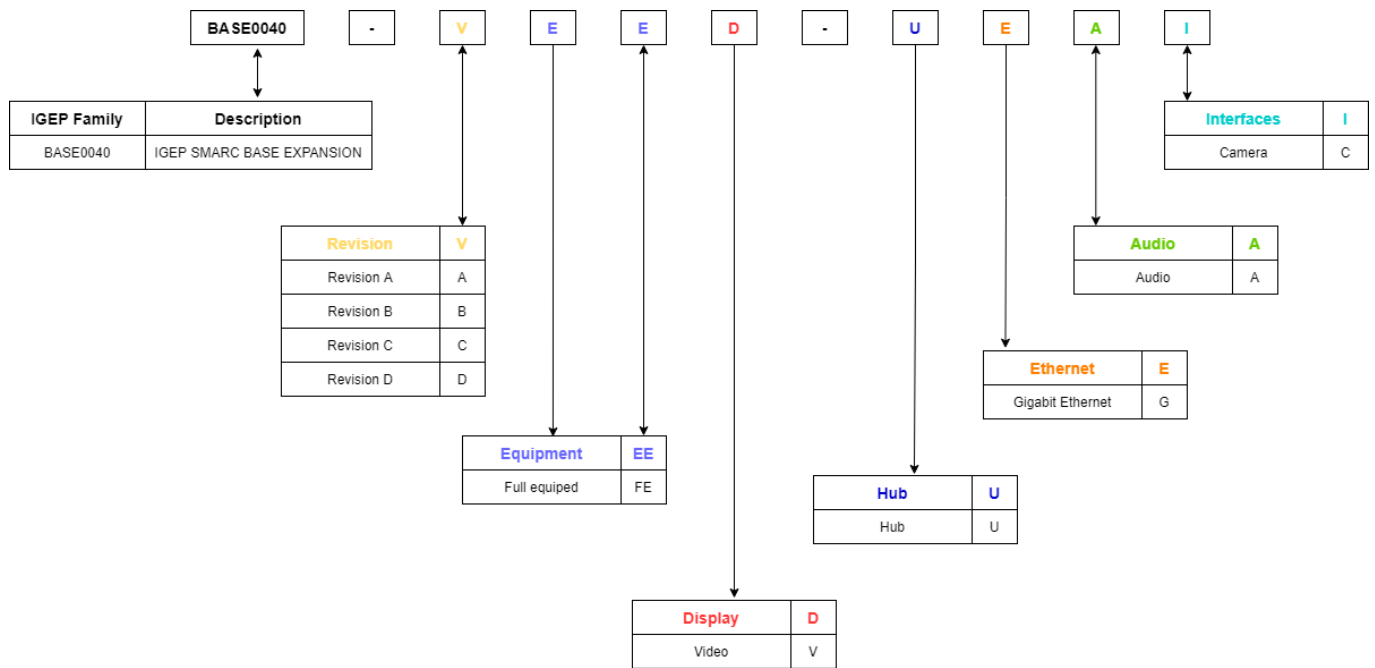 BASE0040 - V E E D - U E A I
IGEP Family Description
BASE0040 IGEP SMARC BASE EXPANSION
Interfaces I
Camera C
Revision V
Revision A A
Revision B B
Revision C C
Revision D D
Audio A
Audio A
Ethernet E
Gigabit Ethernet G
Equipment EE
Full equiped FE
Hub U
Hub U
Display D
Video V